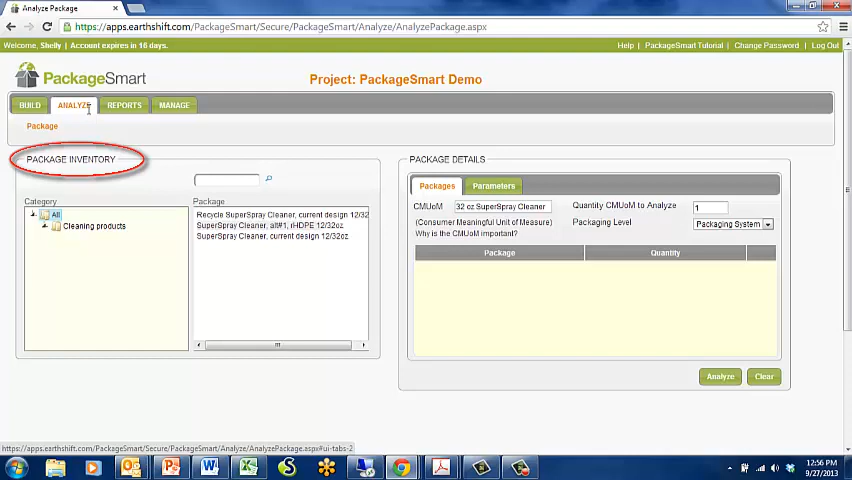 Analyze Package
https://apps.earthshift.com/PackageSmart/Secure/PackageSmart/Analyze/AnalyzePackage.aspx
Welcome, Shelly | Account expires in 16 days.
Help | PackageSmart Tutorial | Change Password | Log Out
PackageSmart
Project: PackageSmart Demo
BUILD ANALYZE REPORTS MANAGE
Package
PACKAGE INVENTORY
Category
All
Cleaning products
Package
Recycle SuperSpray Cleaner, current design 12/32
SuperSpray Cleaner, alt#1, rHDPE 12/32oz
SuperSpray Cleaner, current design 12/32oz
PACKAGE DETAILS
Packages Parameters
CMUoM 32 oz SuperSpray Cleaner Quantity CMUoM to Analyze 1
(Consumer Meaningful Unit of Measure) Packaging Level Packaging System
Why is the CMUoM important?
Package Quantity
Analyze Clear
https://apps.earthshift.com/PackageSmart/Secure/PackageSmart/Analyze/AnalyzePackage.aspx#ui-tabs-2
12:56 PM
9/27/2013